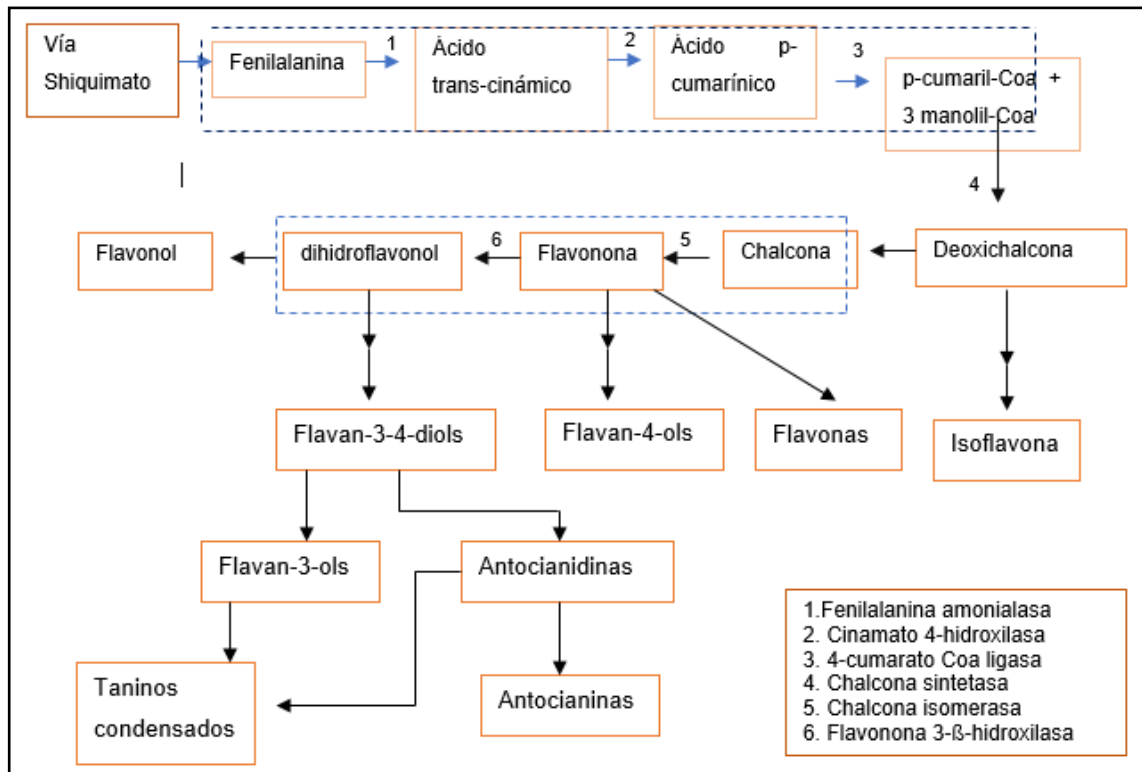 Vía
Shiquimato
Fenilalanina
1
Ácido
trans-cinámico
2
Ácido p-
cumarínico
3
p-cumaril-Coa +
3 manolil-Coa
4
Flavonol
dihidroflavonol
6
Flavonona
5
Chalcona
Deoxichalcona
Flavan-3-4-diols
Flavan-4-ols
Flavonas
Isoflavona
Flavan-3-ols
Antocianidinas
Taninos
condensados
Antocianinas
1.Fenilalanina amonialasa
2. Cinamato 4-hidroxilasa
3. 4-cumarato Coa ligasa
4. Chalcona sintetasa
5. Chalcona isomerasa
6. Flavonona 3-ß-hidroxilasa